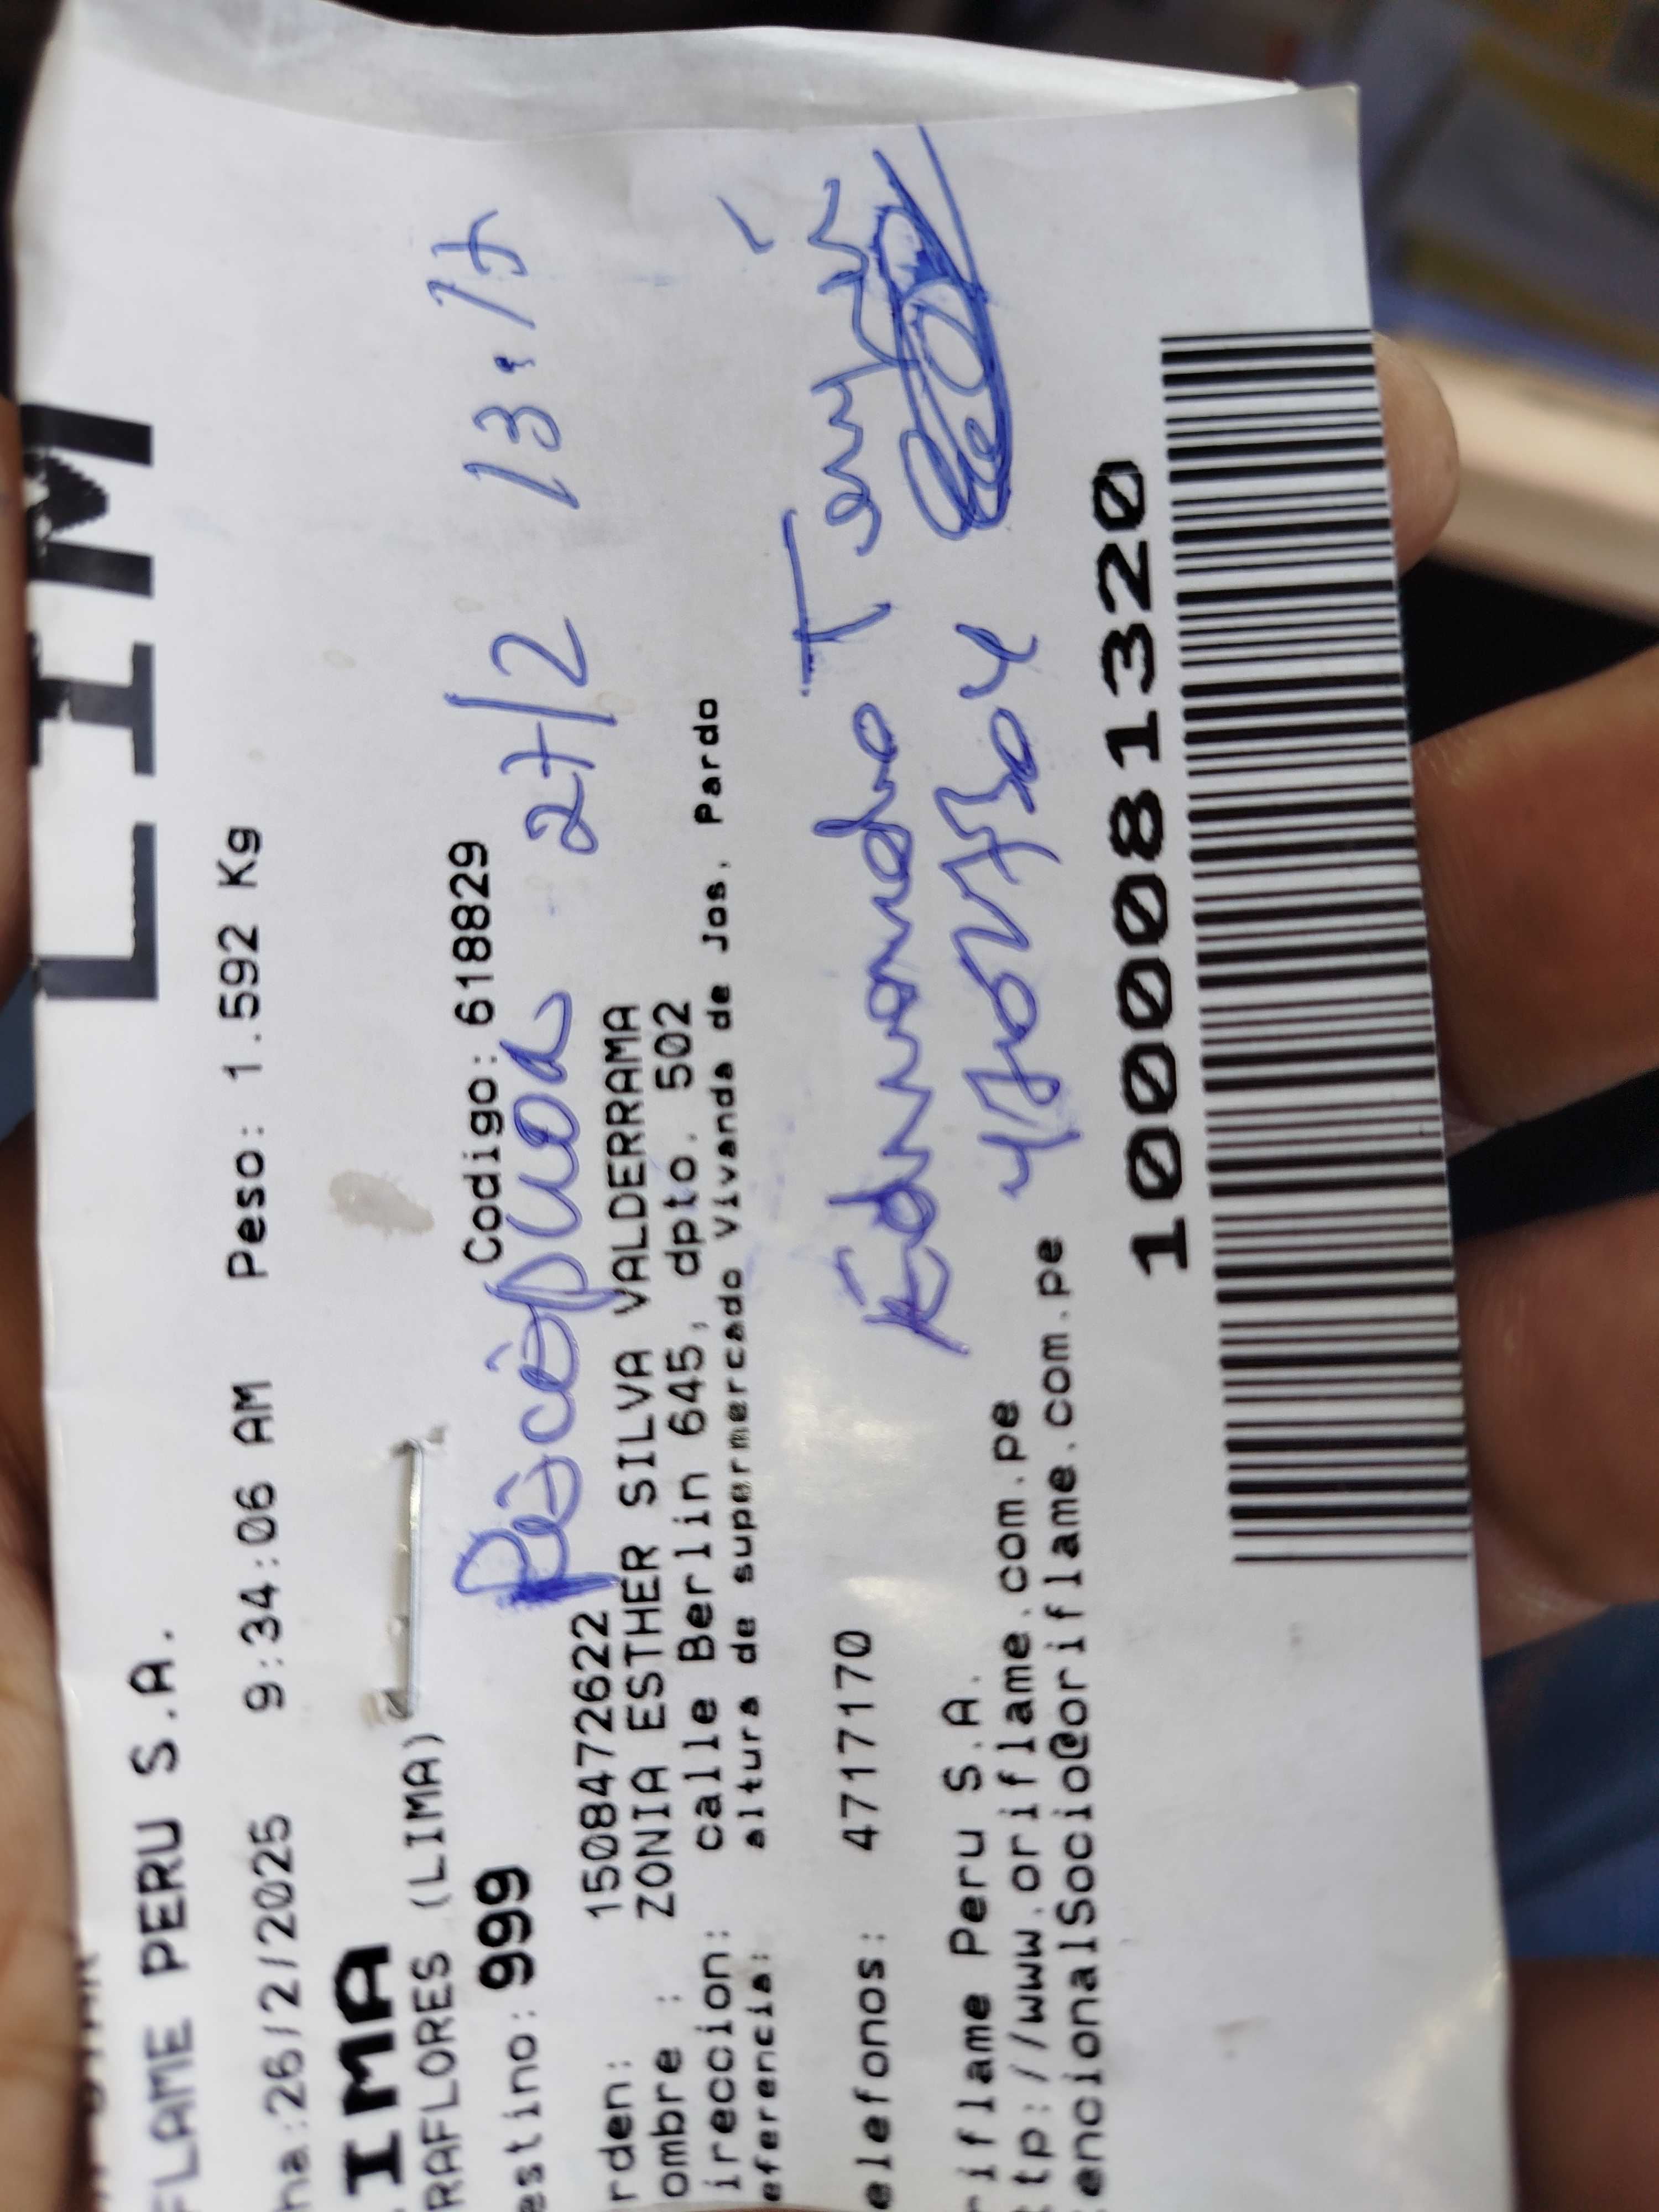 LIM
FLAME PERU S.A.
ha:26/2/2025 9:34:06 AM Peso: 1.592 Kg
IMA
RAFLORES (LIMA)
estino: 999 Codigo: 618829
Recepción 27/2 13:17
rden: 150847262​2
ombre : ZONIA ESTHER SILVA VALDERRAMA
ireccion: calle Berlin 645, dpto. 502
eferencia: altura de supermercado Vivanda de Jos. Pardo
elefonos: 4717170
Edmundo
riflame Peru S.A.
tp://www.oriflame.com.pe
encionalSocio@oriflame.com.pe
1000081320